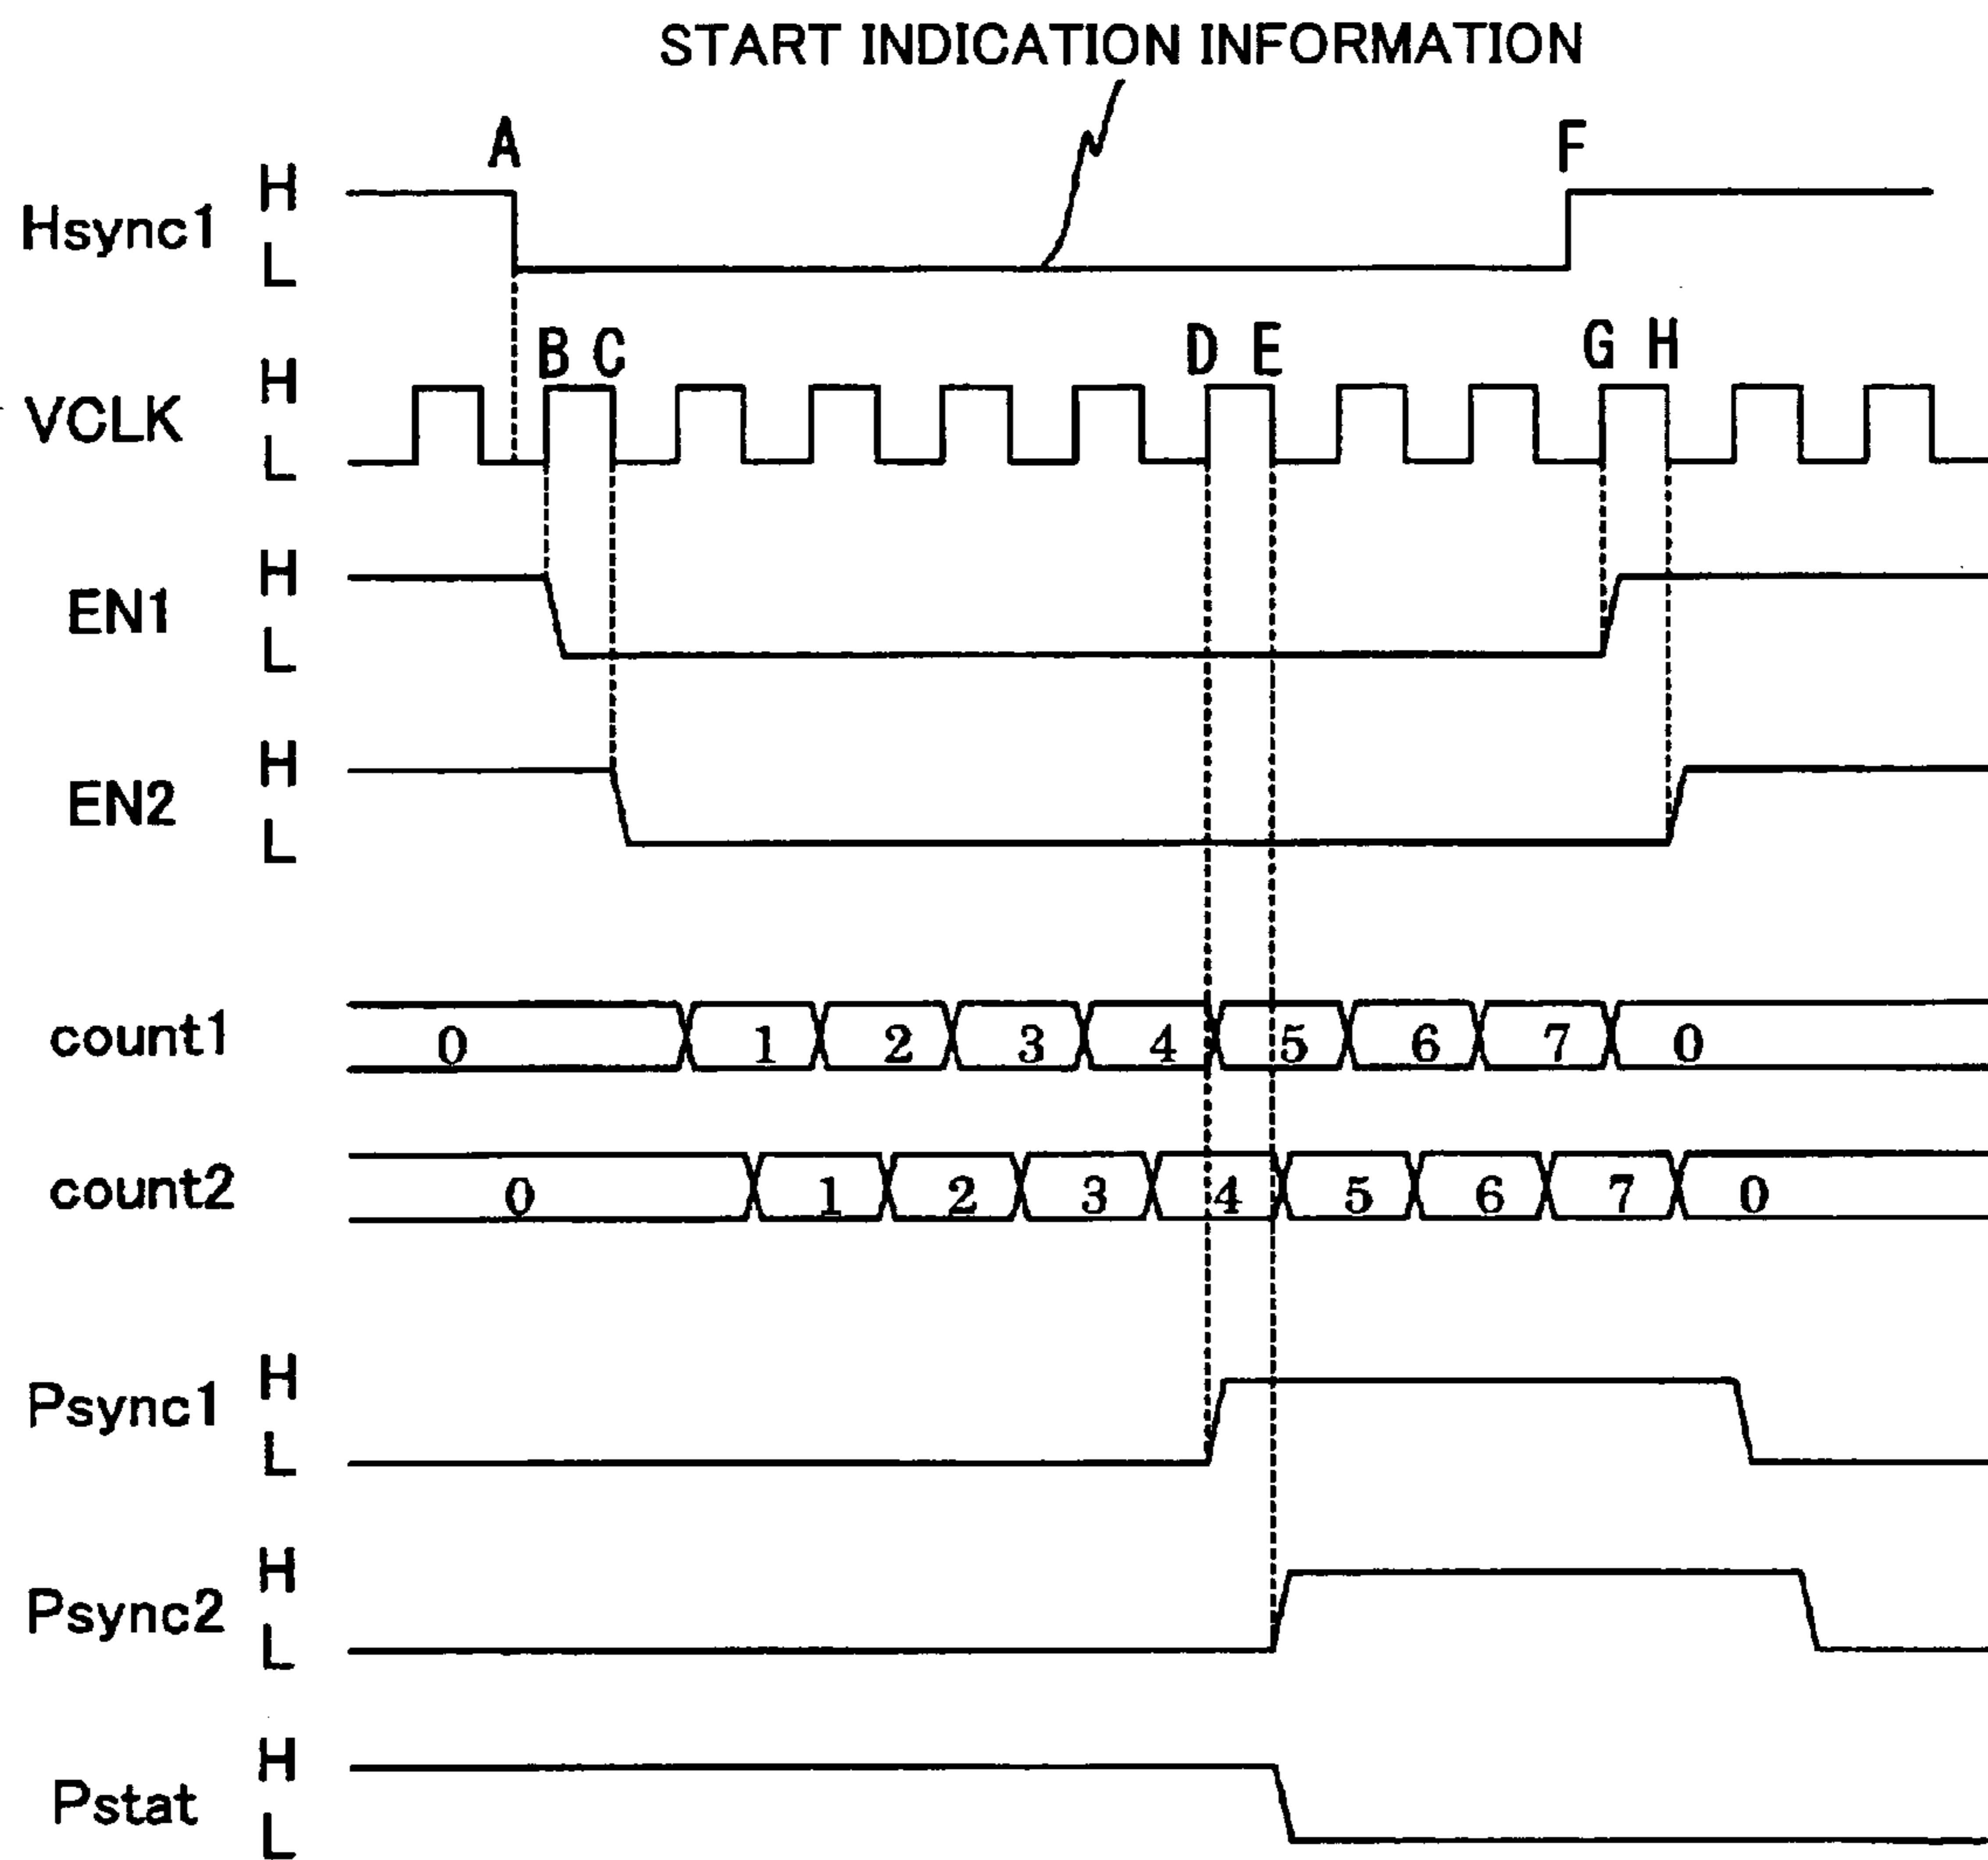 START INDICATION INFORMATION
A F
Hsync1 H L
B C D E G H
VCLK H L
EN1 H L
EN2 H L
count1 0 1 2 3 4 5 6 7 0
count2 0 1 2 3 4 5 6 7 0
Psync1 H L
Psync2 H L
Pstat H L